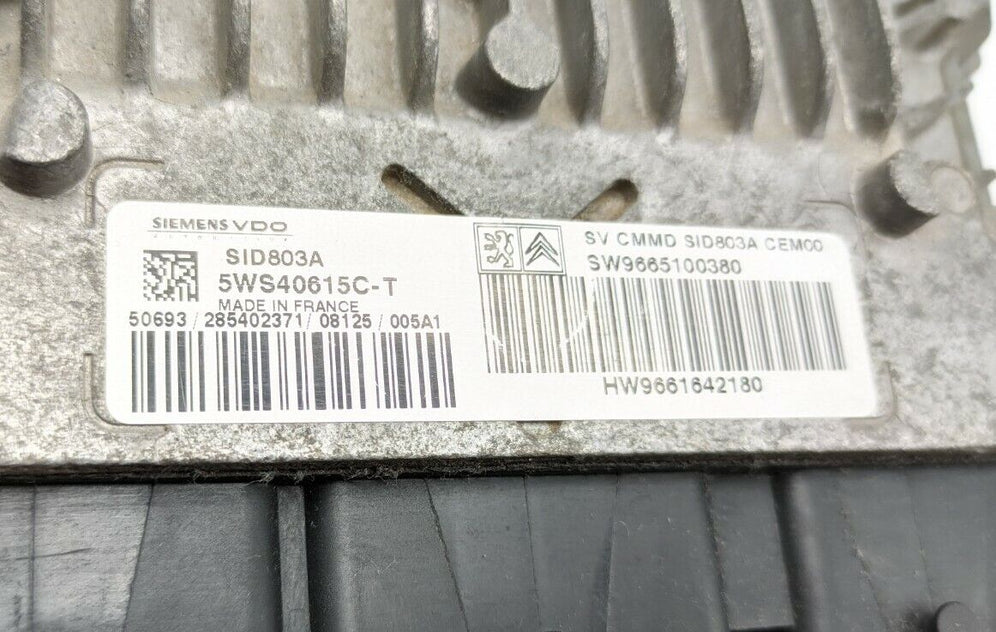 SIEMENS VDO
SID803A
5WS40615C-T
MADE IN FRANCE
50693 / 285402371 / 08125 / 005A1
SV CMMD SID803A CEM00
SW9665100380
HW9661642180